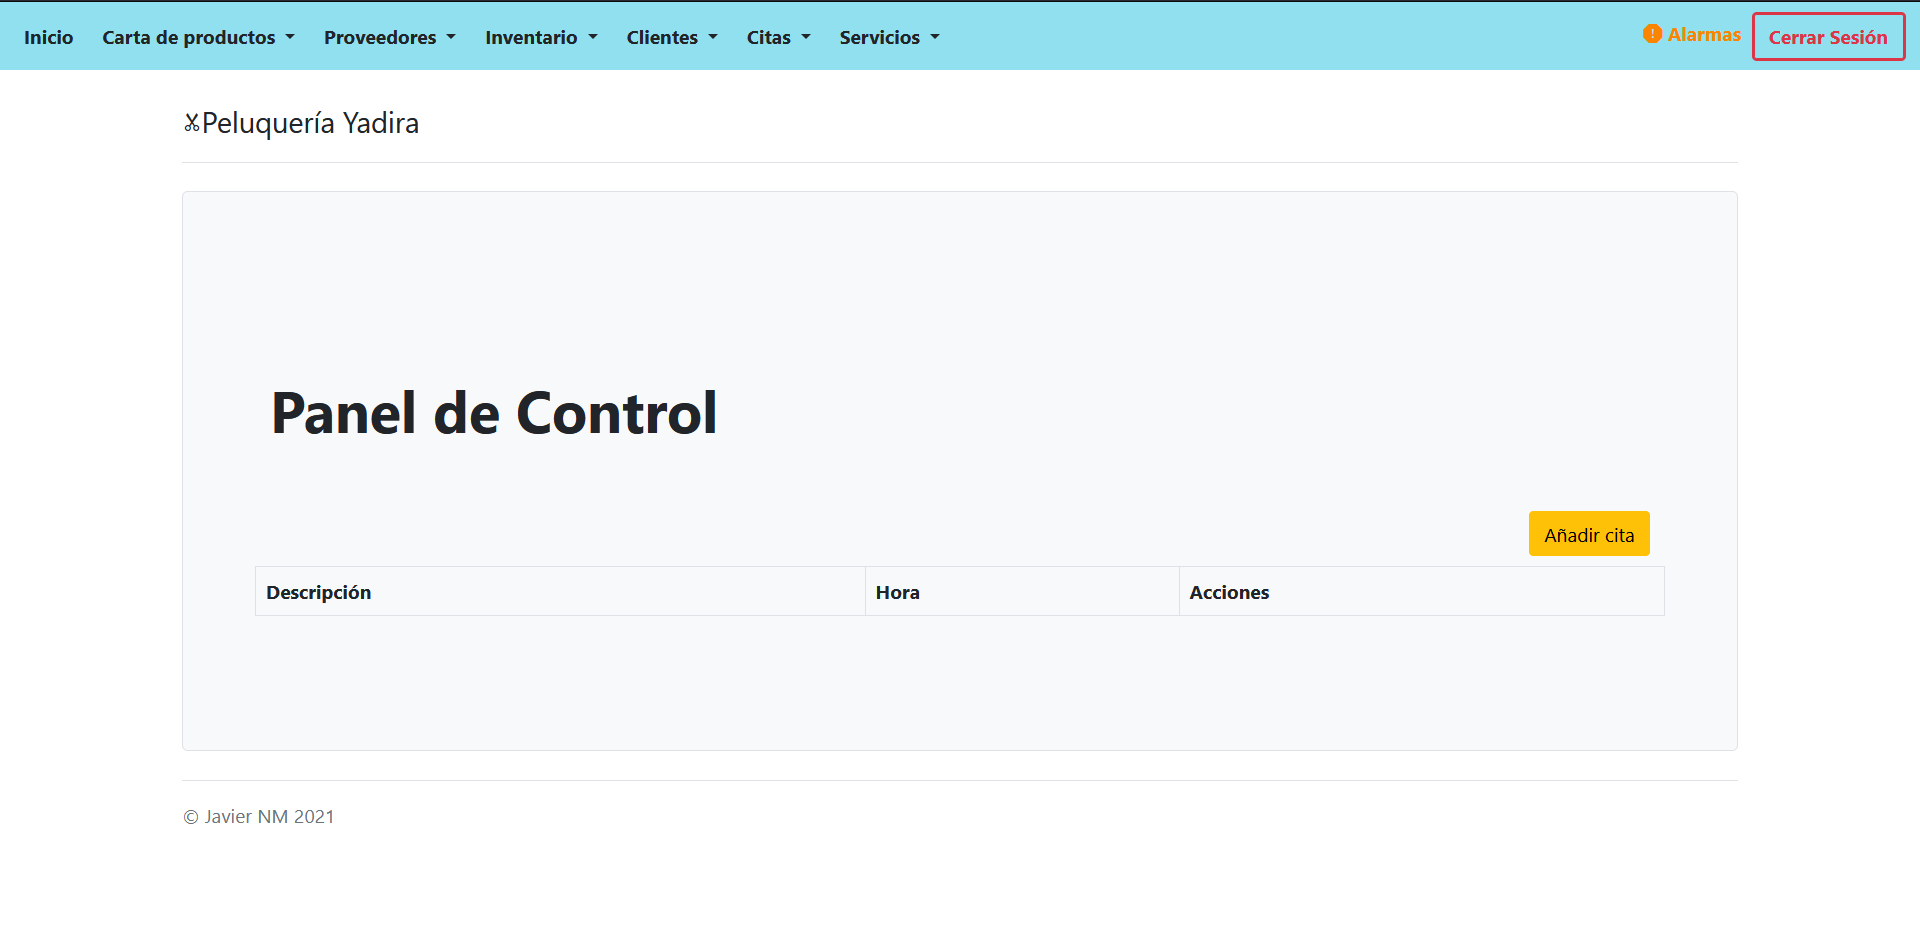 Inicio Carta de productos Proveedores Inventario Clientes Citas Servicios Alarmas Cerrar Sesión
Peluquería Yadira
Panel de Control
Añadir cita
Descripción Hora Acciones
© Javier NM 2021